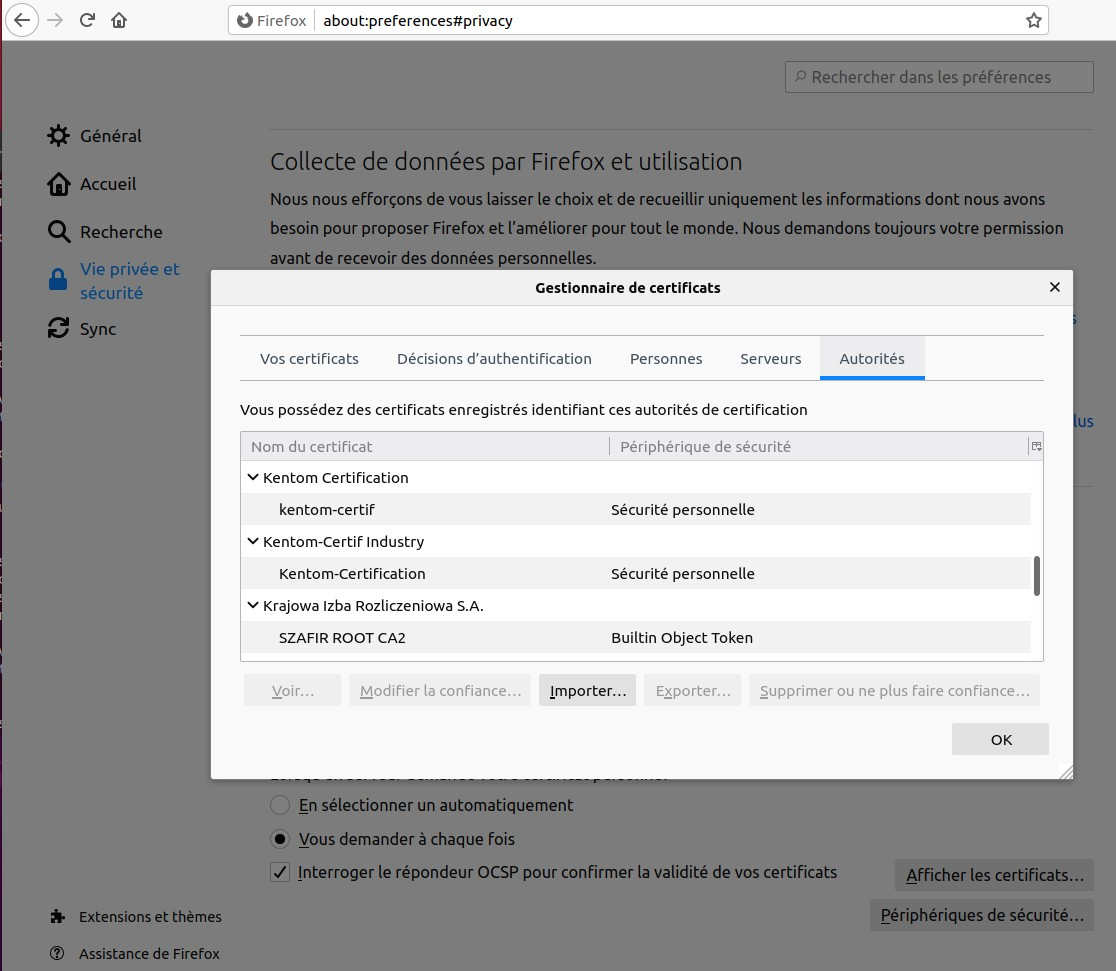 Firefox about:preferences#privacy
Rechercher dans les préférences
Général
Accueil
Recherche
Vie privée et
sécurité
Sync
Collecte de données par Firefox et utilisation
Nous nous efforçons de vous laisser le choix et de recueillir uniquement les informations dont nous avons
besoin pour proposer Firefox et l’améliorer pour tout le monde. Nous demandons toujours votre permission
avant de recevoir des données personnelles.
Gestionnaire de certificats
Vos certificats Décisions d’authentification Personnes Serveurs Autorités
Vous possédez des certificats enregistrés identifiant ces autorités de certification
Nom du certificat Périphérique de sécurité
Kentom Certification
kentom-certif Sécurité personnelle
Kentom-Certif Industry
Kentom-Certification Sécurité personnelle
Krajowa Izba Rozliczeniowa S.A.
SZAFIR ROOT CA2 Builtin Object Token
Voir… Modifier la confiance… Importer… Exporter… Supprimer ou ne plus faire confiance…
OK
En sélectionner un automatiquement
Vous demander à chaque fois
Interroger le répondeur OCSP pour confirmer la validité de vos certificats
Afficher les certificats…
Périphériques de sécurité…
Extensions et thèmes
Assistance de Firefox